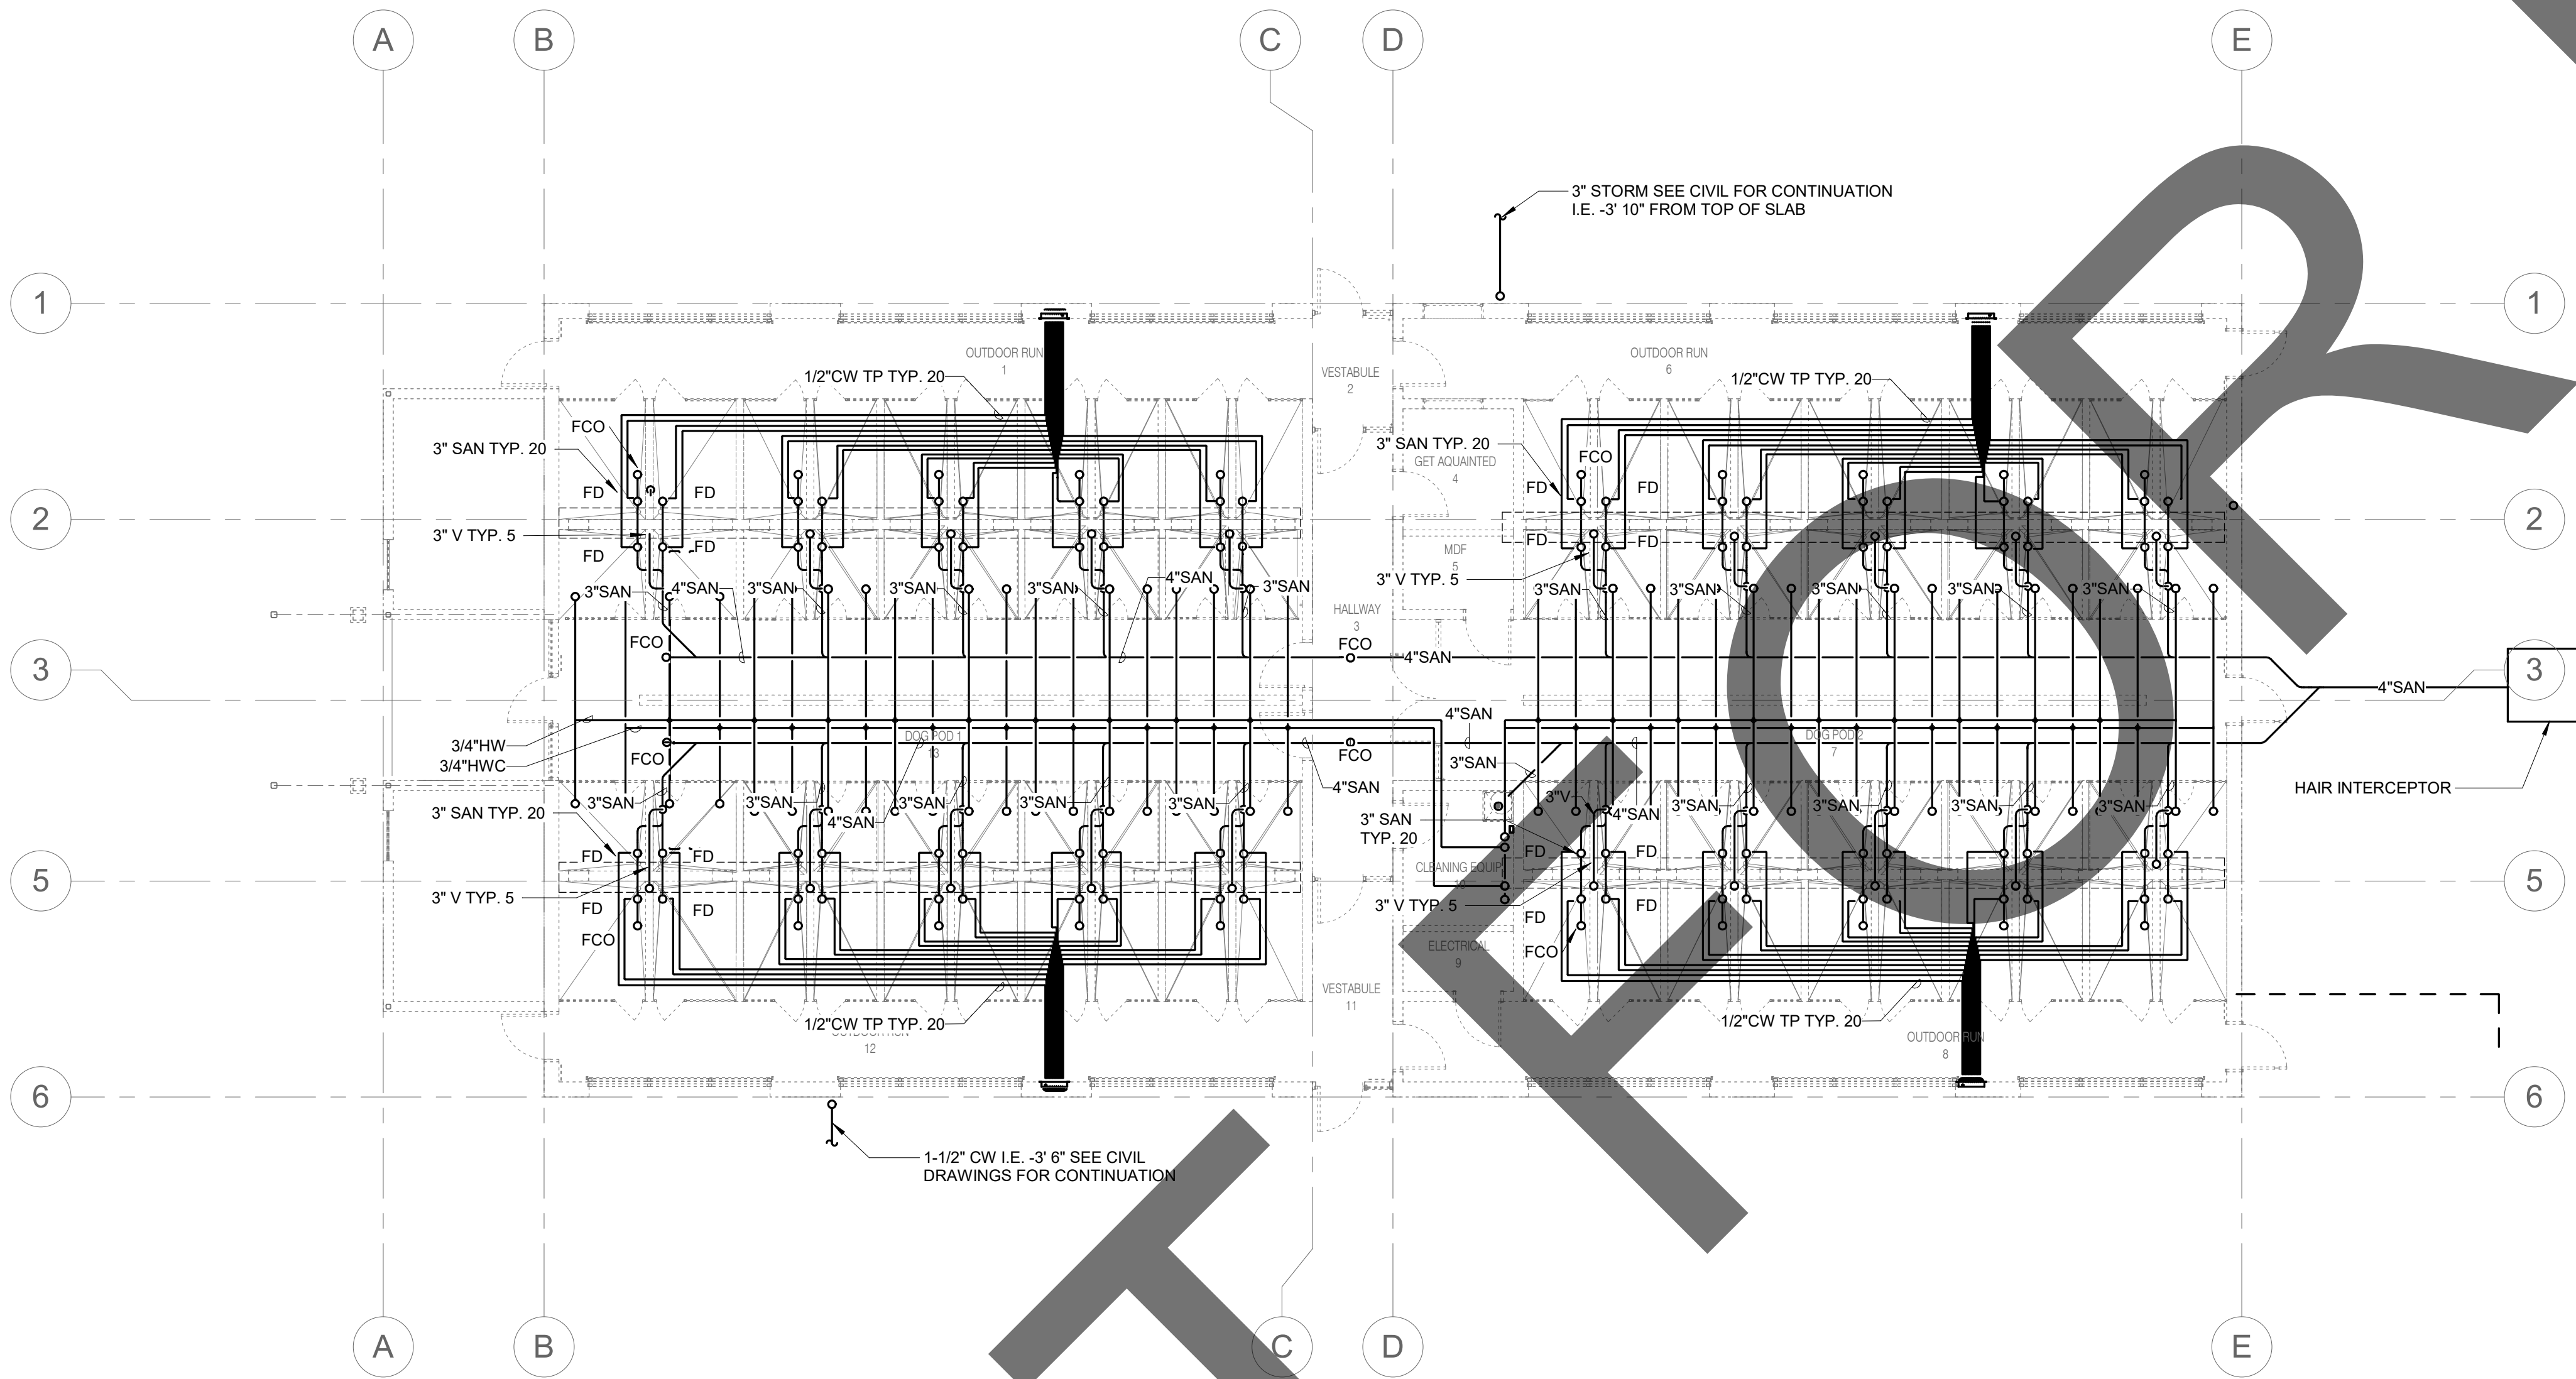 A
B
C
D
E
3" STORM SEE CIVIL FOR CONTINUATION
I.E. -3' 10" FROM TOP OF SLAB
1
1
OUTDOOR RUN
1
VESTABULE
2
OUTDOOR RUN
6
1/2"CW TP TYP. 20
1/2"CW TP TYP. 20
FCO
3" SAN TYP. 20
3" SAN TYP. 20
GET AQUAINTED
4
FCO
FD
FD
FD
FD
2
2
3" V TYP. 5
FD
FD
FD
FD
MDF
5
3" V TYP. 5
3"SAN
4"SAN
3"SAN
3"SAN
3"SAN
4"SAN
3"SAN
3"SAN
3"SAN
3"SAN
3"SAN
3"SAN
HALLWAY
3
FCO
FCO
4"SAN
3
3
4"SAN
4"SAN
3/4"HW
3/4"HWC
DOG POD 1
13
DOG POD 2
7
FCO
FCO
3"SAN
4"SAN
HAIR INTERCEPTOR
3"SAN
3"SAN
3"SAN
3"SAN
3"SAN
3"V
4"SAN
3"SAN
3"SAN
3"SAN
3"SAN
3" SAN TYP. 20
4"SAN
3" SAN
TYP. 20
FD
FD
FD
FD
CLEANING EQUIP
5
5
3" V TYP. 5
3" V TYP. 5
FD
FD
FD
FD
FCO
FCO
ELECTRICAL
9
VESTABULE
11
1/2"CW TP TYP. 20
1/2"CW TP TYP. 20
12
OUTDOOR RUN
8
6
6
1-1/2" CW I.E. -3' 6" SEE CIVIL
DRAWINGS FOR CONTINUATION
A
B
C
D
E